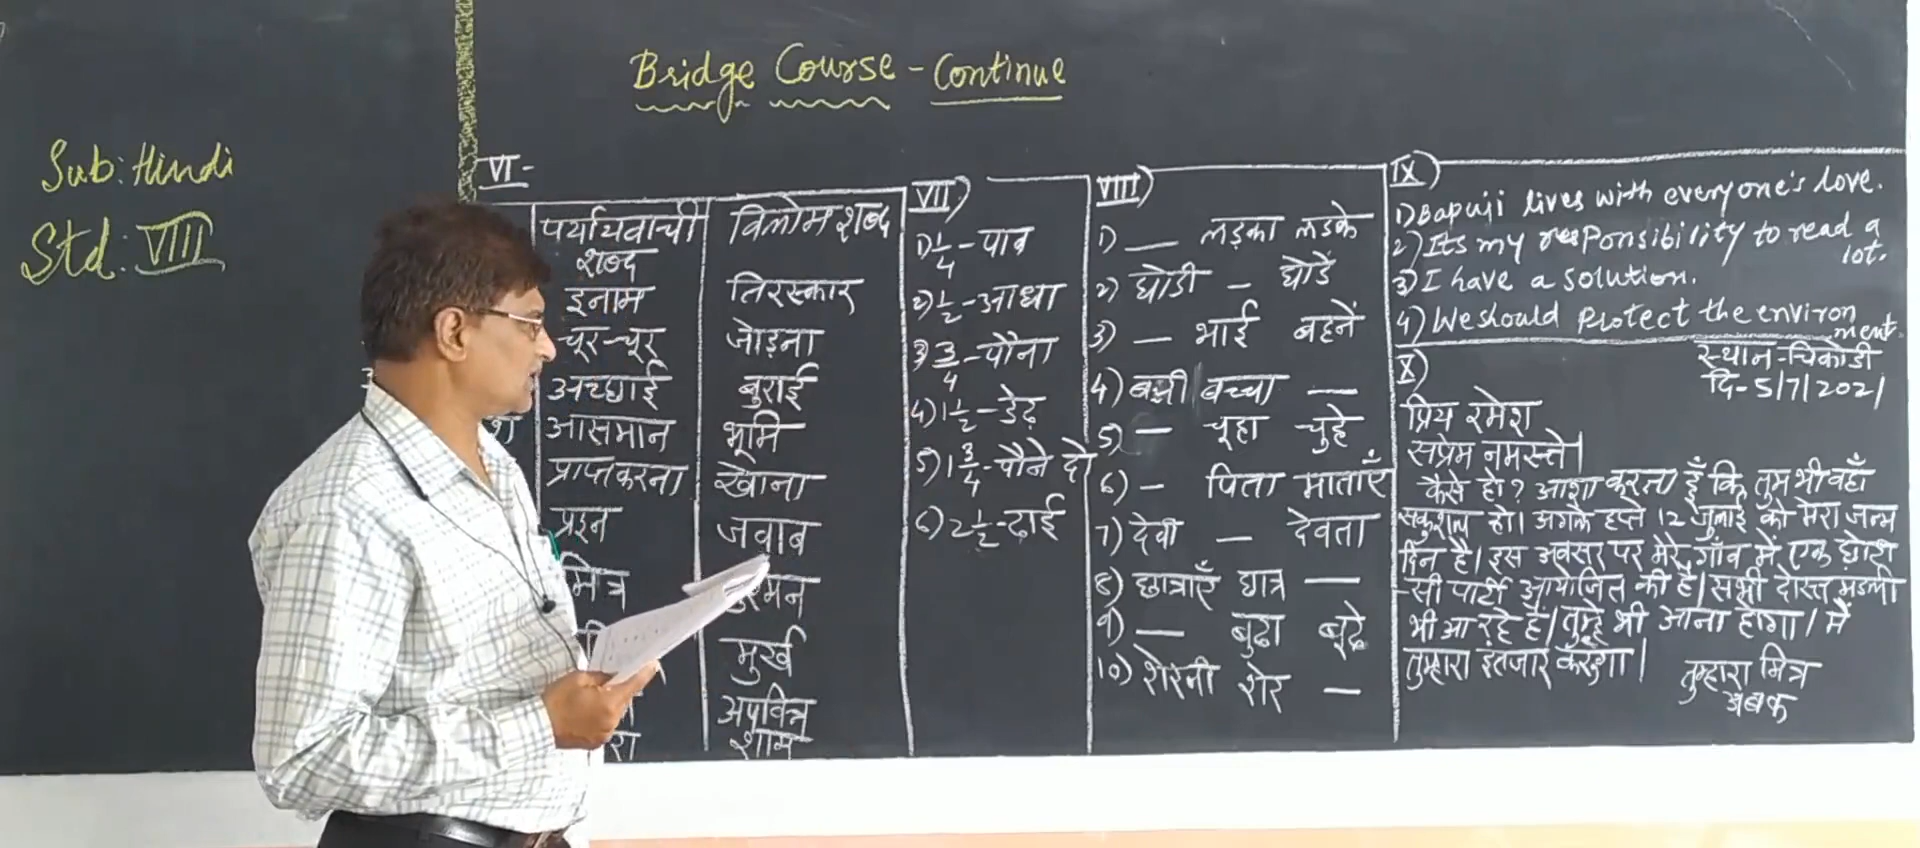 Bridge Course - Continue
Sub: Hindi
Std: VIII
VI -
पर्यायवाची विलोम शब्द
शब्द
इनाम तिरस्कार
चूर-चूर जोड़ना
अच्छाई बुराई
आसमान भूमि
प्राप्तकरना खोना
प्रश्न जवाब
मित्र
मुर्ख
अपवित्र
शाम
VII)
1) 1/4 - पाव
2) 1/2 - आधा
3) 3/4 - पौना
4) 1 1/2 - डेढ़
5) 1 3/4 - पौने दो
6) 2 1/2 - ढ़ाई
VIII)
1) — लड़का लडके
2) घोडी — घोडे
3) — भाई बहनें
4) बच्ची बच्चा —
5) — चूहा चुहे
6) — पिता माताएँ
7) देवी — देवता
8) छात्राएँ छात्र —
9) — बुढा बूढे
10) शेरनी शेर —
IX)
1) Bapuji lives with everyone's love.
2) Its my responsibility to read a
lot.
3) I have a solution.
4) We should protect the environ
ment.
X)
स्थान-चिकोडी
दि-5/7/2021
प्रिय रमेश
सप्रेम नमस्ते।
कैसे हो? आशा करता हूँ कि तुम भी वहाँ
सकुशल हो। अगले हप्ते 12 जुलाई को मेरा जन्म
दिन है। इस अवसर पर मेरे गाँव में एक छोटी
-सी पार्टी आयोजित की है। सभी दोस्त मंडली
भी आ रहे हैं। तुम्हे भी आना होगा। मैं
तुम्हारा इंतजार करूँगा।
तुम्हारा मित्र
अबक